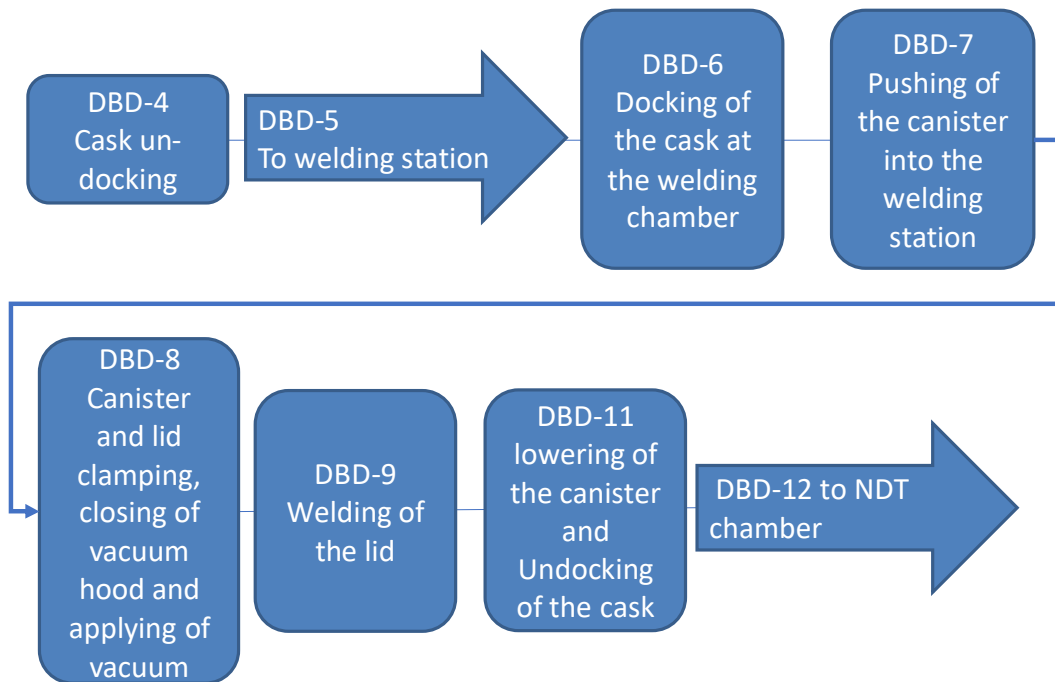 DBD-4
Cask un-
docking
DBD-5
To welding station
DBD-6
Docking of
the cask at
the welding
chamber
DBD-7
Pushing of
the canister
into the
welding
station
DBD-8
Canister
and lid
clamping,
closing of
vacuum
hood and
applying of
vacuum
DBD-9
Welding of
the lid
DBD-11
lowering of
the canister
and
Undocking
of the cask
DBD-12 to NDT
chamber